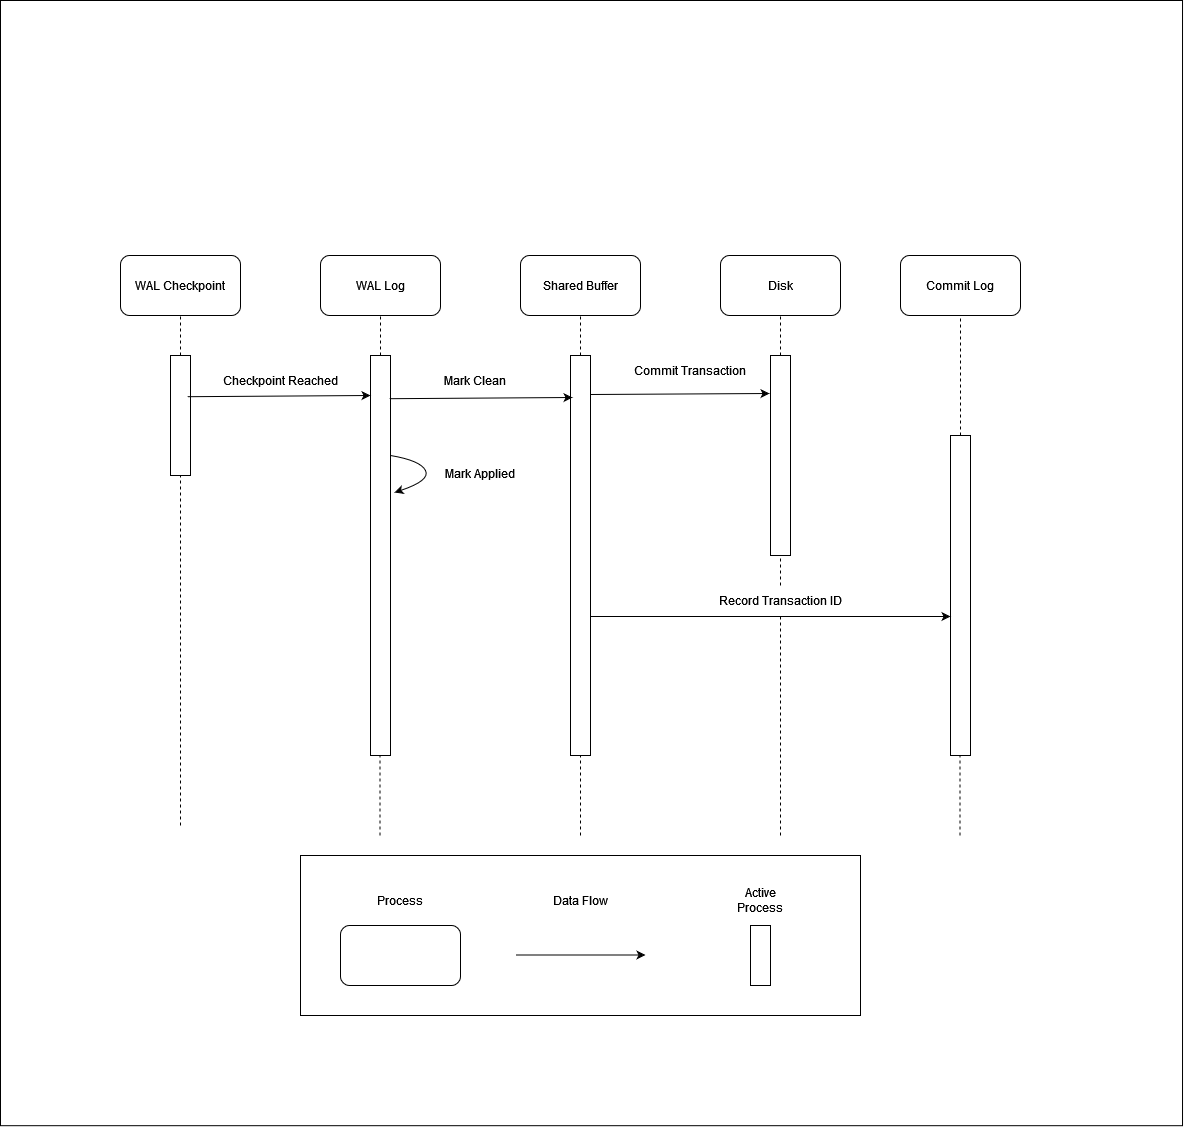 WAL Checkpoint
WAL Log
Shared Buffer
Disk
Commit Log
Checkpoint Reached
Mark Clean
Commit Transaction
Mark Applied
Record Transaction ID
Process
Data Flow
Active
Process